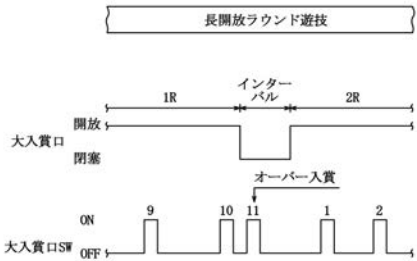 長開放ラウンド遊技
インター
バル
1R
2R
開放
大入賞口
閉塞
オーバー入賞
9
10
11
1
2
ON
大入賞口SW
OFF